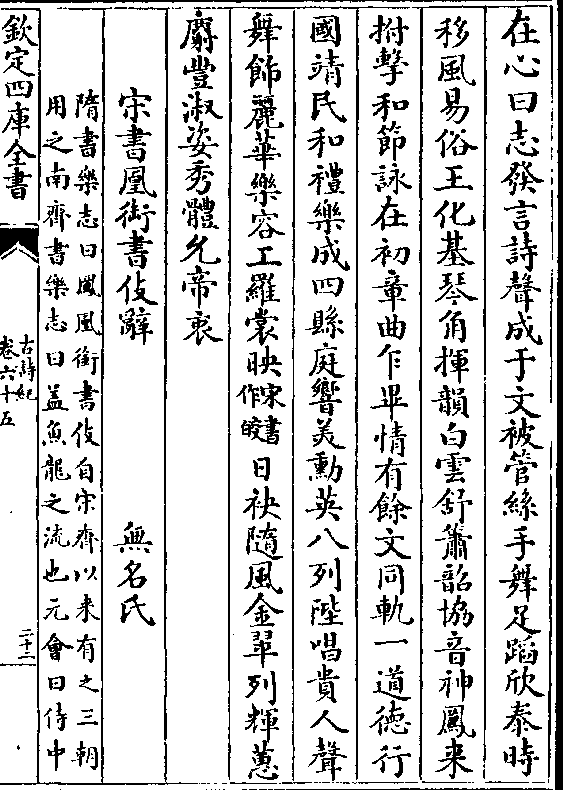 在心曰志發言詩聲成于文被管絲手舞足蹈欣泰時
移風易俗王化基琴角揮韻白雲舒蕭韶協音神鳳来
拊擊和節詠在初章曲乍畢情有餘文同軌一道徳行
國靖民和禮樂成四縣庭響美勳英八列陛唱貴人聲
舞飾麗華樂容工羅裳映宋書作皎日袂隨風金翠列輝蕙
麝豐淑姿秀體允帝衷
宋書鳳銜書伎辭　無名氏
隋書樂志曰鳳凰銜書伎自宋齊以来有之三朝
用之南齊書樂志曰蓋魚龍之流也元會日侍中
欽定四庫全書
古詩紀
卷六十五
二十二